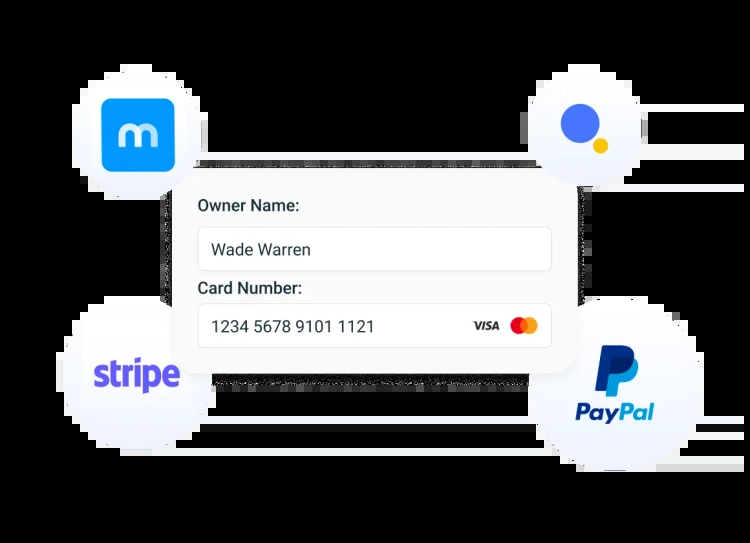 m
Owner Name:
Wade Warren
Card Number:
1234 5678 9101 1121
VISA
stripe
PayPal